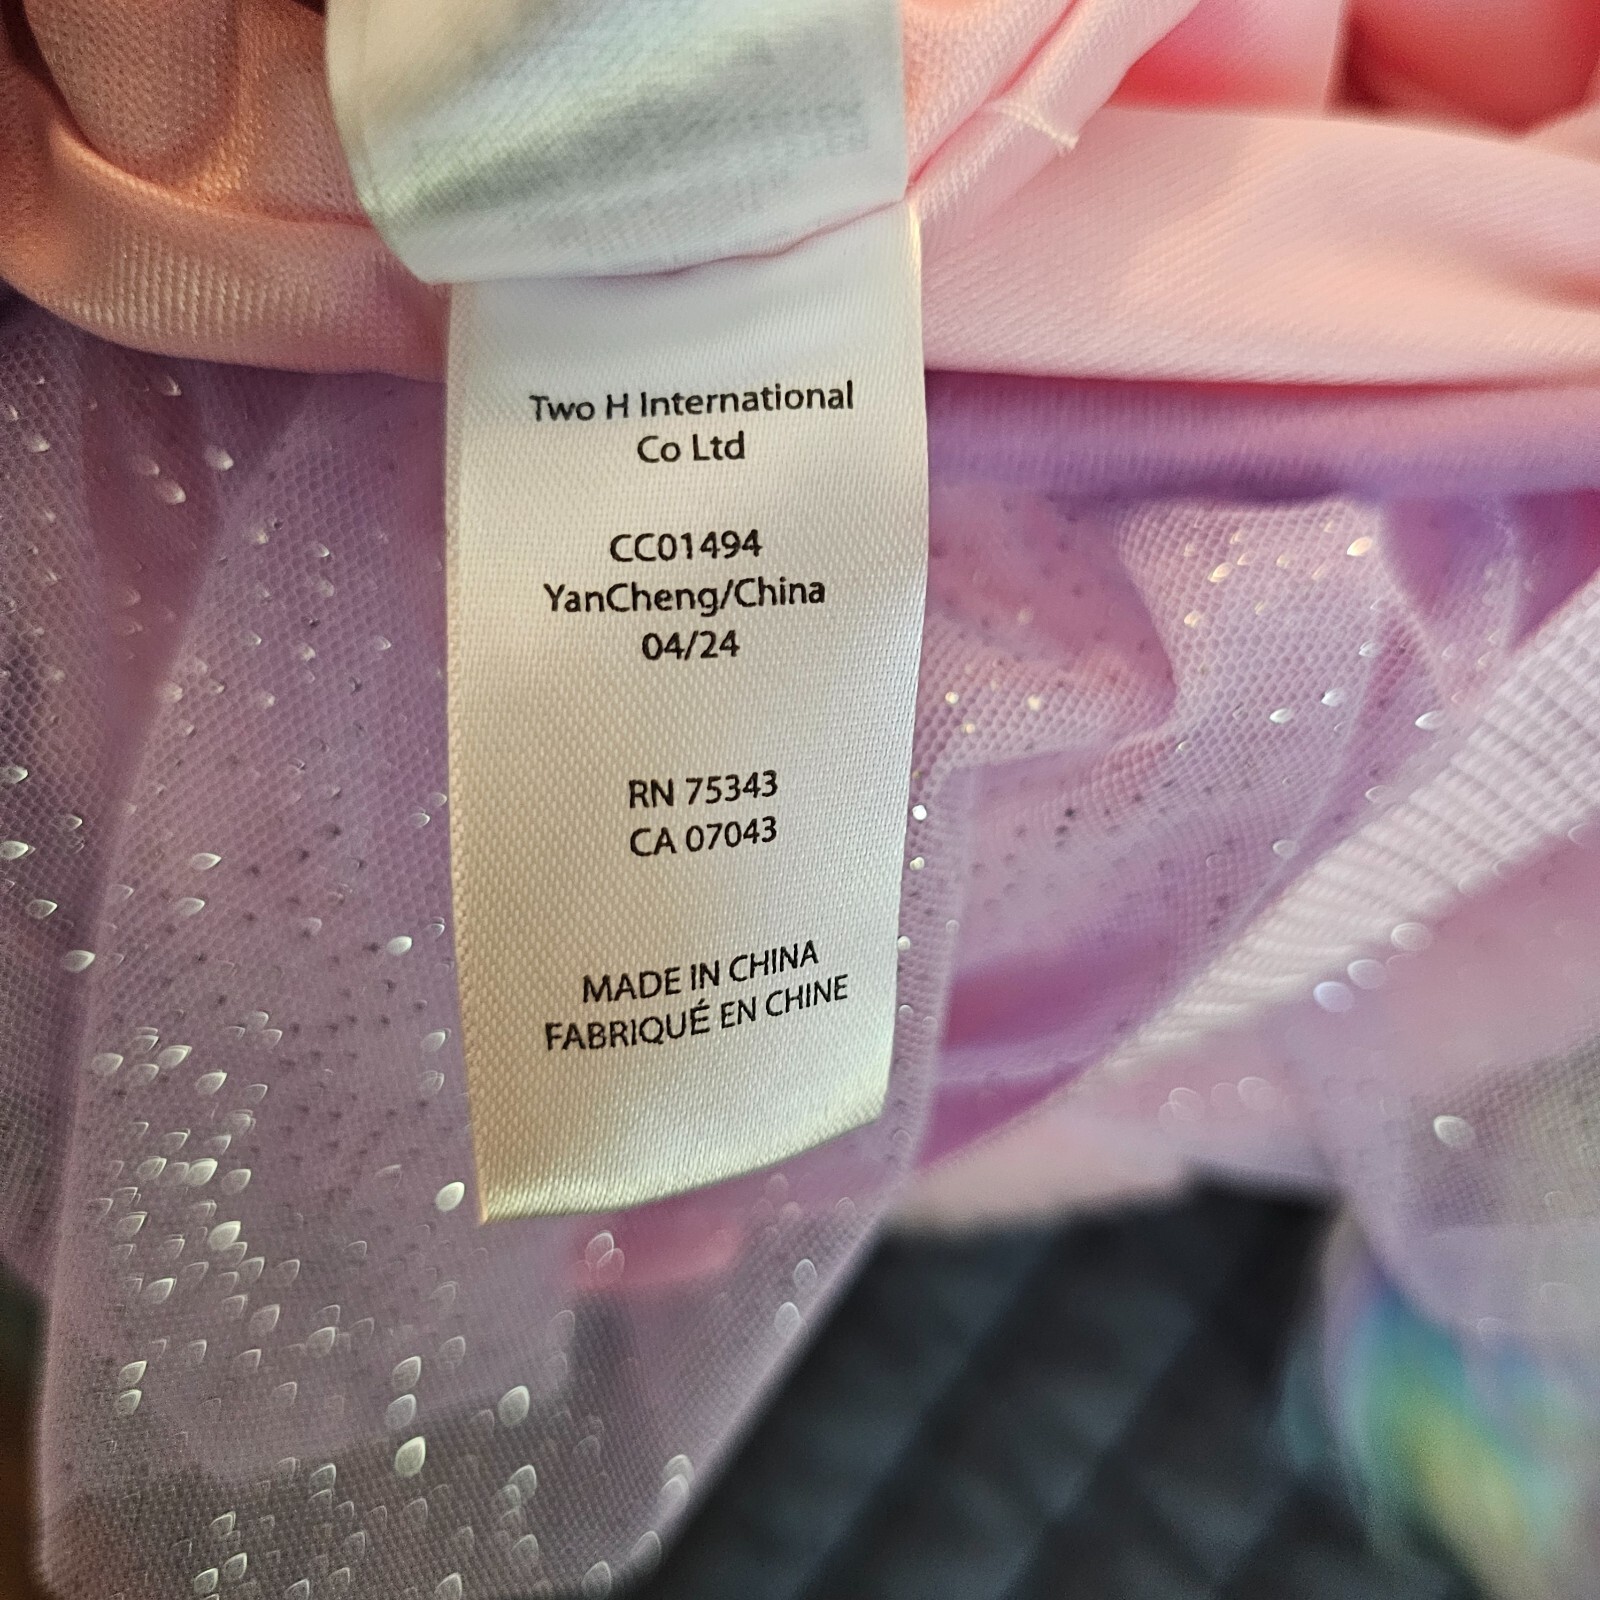 Two H International
Co Ltd
CC01494
YanCheng/China
04/24
RN 75343
CA 07043
MADE IN CHINA
FABRIQUÉ EN CHINE